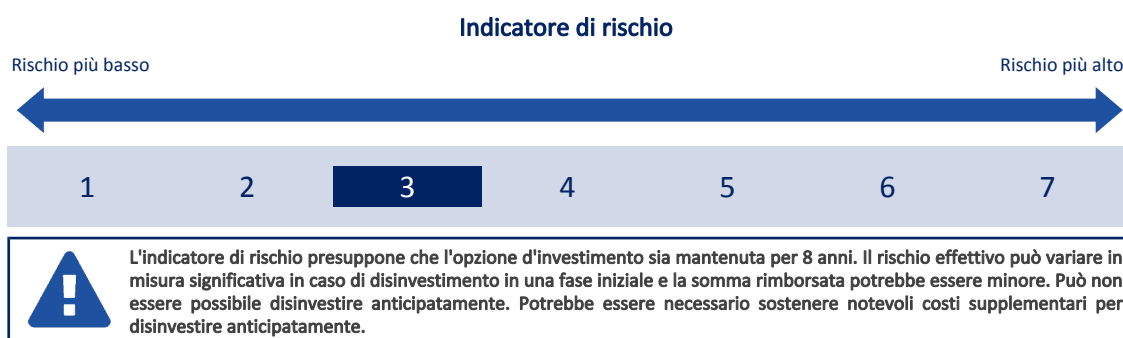 Indicatore di rischio
Rischio più basso
Rischio più alto
1 2 3 4 5 6 7
L'indicatore di rischio presuppone che l'opzione d'investimento sia mantenuta per 8 anni. Il rischio effettivo può variare in
misura significativa in caso di disinvestimento in una fase iniziale e la somma rimborsata potrebbe essere minore. Può non
essere possibile disinvestire anticipatamente. Potrebbe essere necessario sostenere notevoli costi supplementari per
disinvestire anticipatamente.